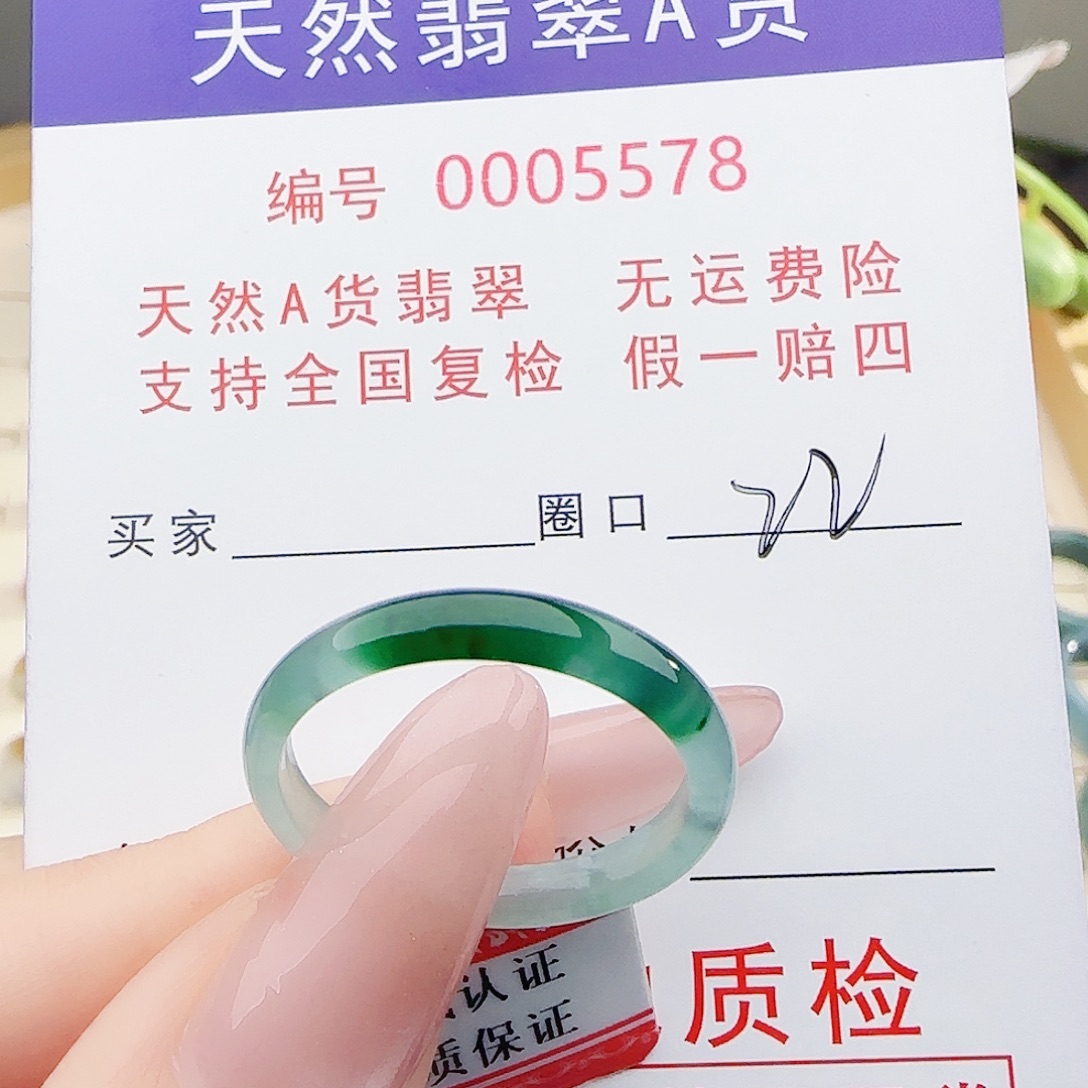 天然翡翠A货
编号 0005578
天然A货翡翠 无运费险
支持全国复检 假一赔四
买家 圈口
认证
质保证
质检